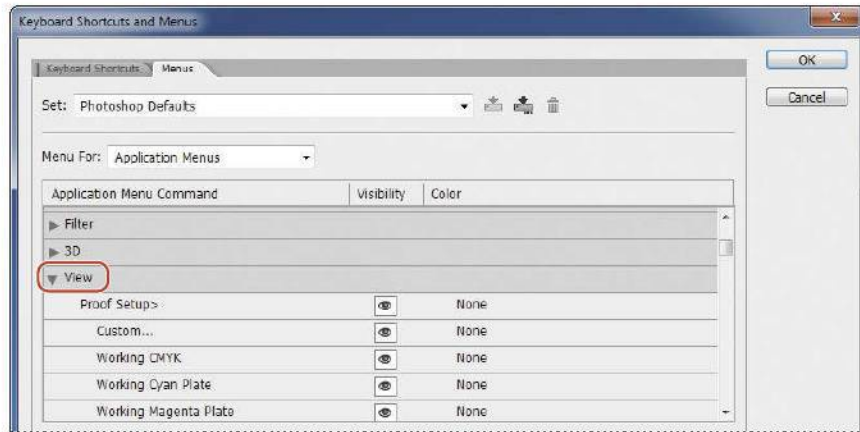 Keyboard Shortcuts and Menus
Keyboard Shortcuts Menus
OK
Set: Photoshop Defaults
Cancel
Menu For: Application Menus
Application Menu Command Visibility Color
Filter
3D
View
Proof Setup>
None
Custom...
None
Working CMYK
None
Working Cyan Plate
None
Working Magenta Plate
None